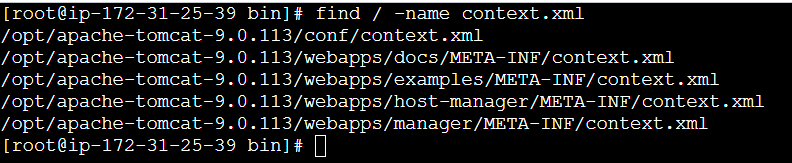 [root@ip-172-31-25-39 bin]# find / -name context.xml
/opt/apache-tomcat-9.0.113/conf/context.xml
/opt/apache-tomcat-9.0.113/webapps/docs/META-INF/context.xml
/opt/apache-tomcat-9.0.113/webapps/examples/META-INF/context.xml
/opt/apache-tomcat-9.0.113/webapps/host-manager/META-INF/context.xml
/opt/apache-tomcat-9.0.113/webapps/manager/META-INF/context.xml
[root@ip-172-31-25-39 bin]#